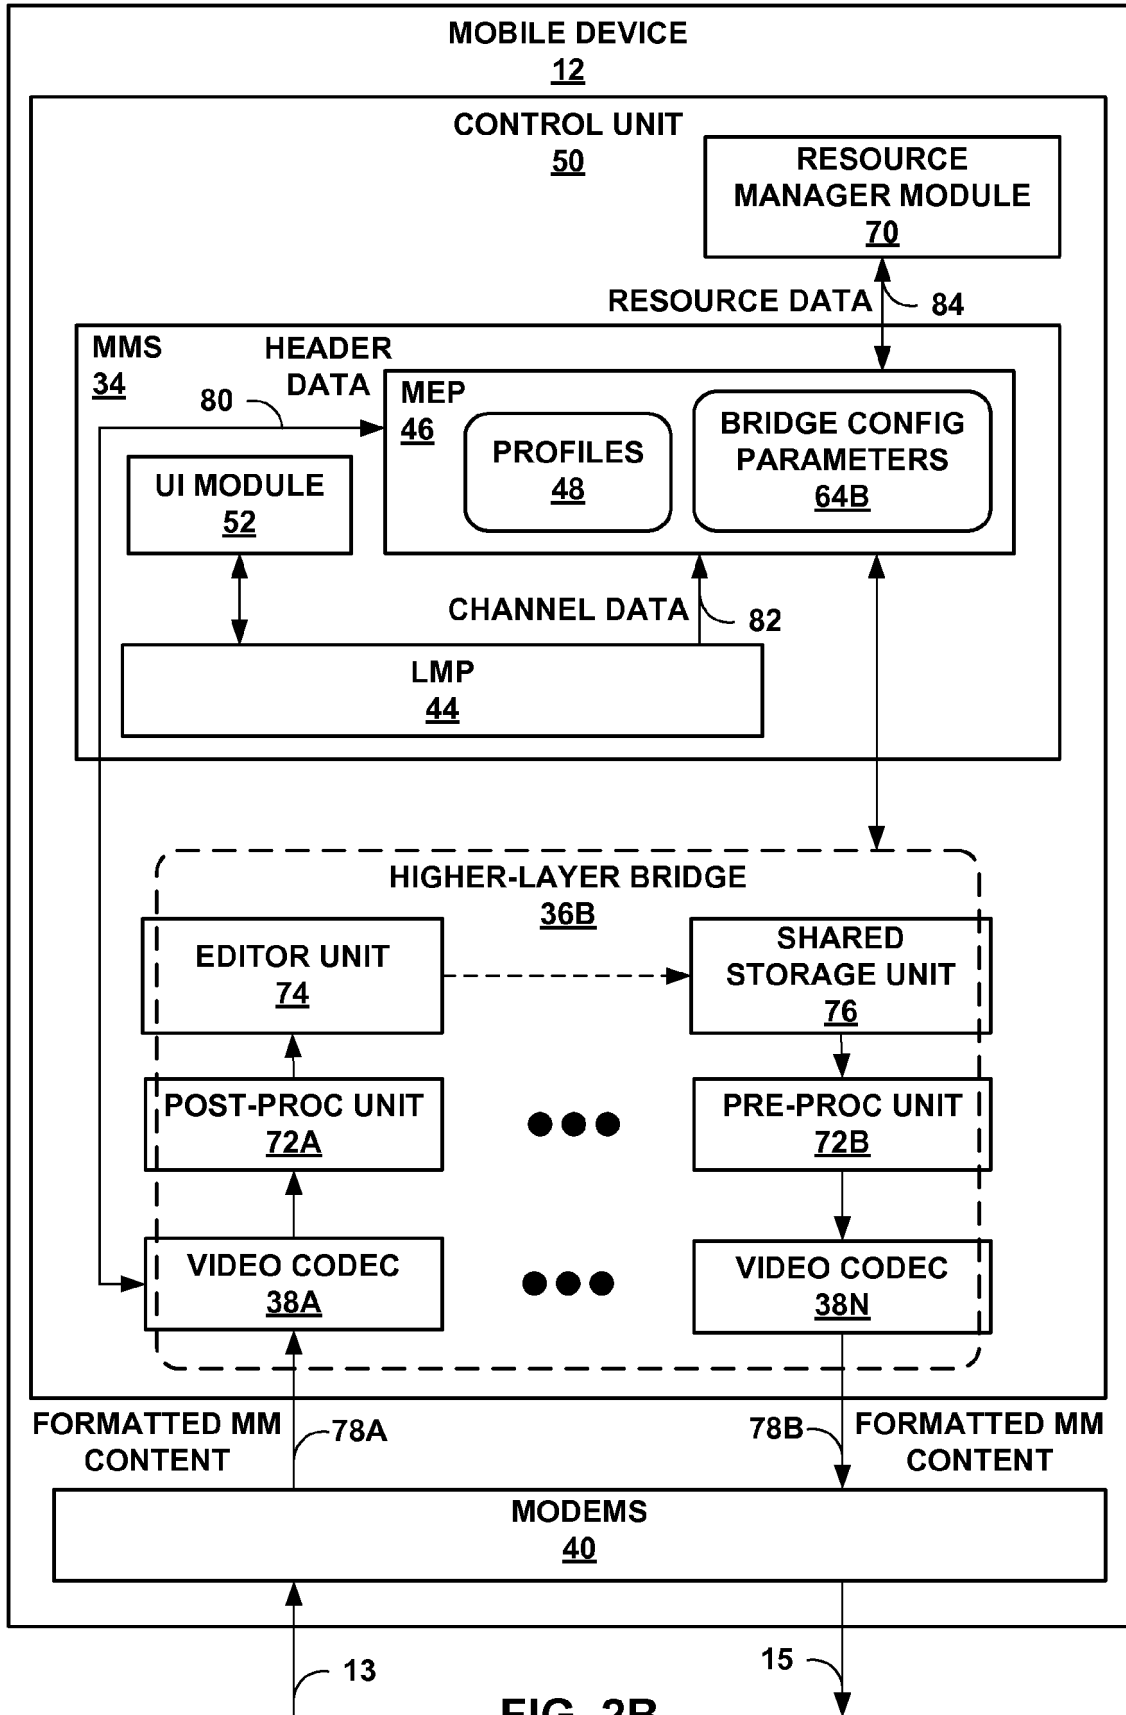 MOBILE DEVICE
12
CONTROL UNIT
50
RESOURCE
MANAGER MODULE
70
RESOURCE DATA
84
MMS
34
HEADER
DATA
80
MEP
46
PROFILES
48
BRIDGE CONFIG
PARAMETERS
64B
UI MODULE
52
CHANNEL DATA
82
LMP
44
HIGHER-LAYER BRIDGE
36B
EDITOR UNIT
74
SHARED
STORAGE UNIT
76
POST-PROC UNIT
72A
PRE-PROC UNIT
72B
VIDEO CODEC
38A
VIDEO CODEC
38N
FORMATTED MM
CONTENT
78A
78B
FORMATTED MM
CONTENT
MODEMS
40
13
15
FIG. 2B